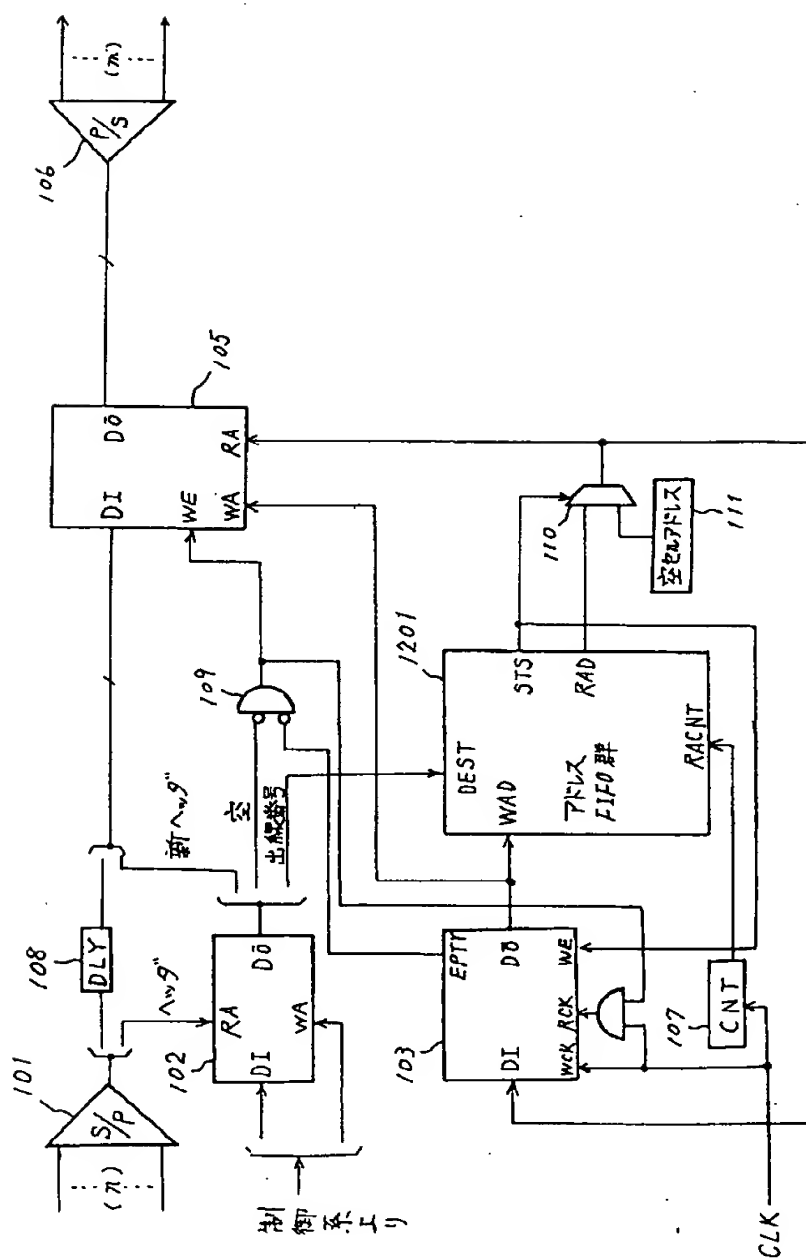 101
S/P
(n)
108
DLY
ヘッダ
新ヘッダ
102
RA
DI
DO
WA
制御系より
空
出線番号
109
105
DI
DO
WE
WA
RA
106
P/S
(m)
103
EPTY
DI
DO
WCK
RCK
WE
107
CNT
CLK
1201
DEST
WAD
STS
RAD
アドレス
FIFO群
RACNT
110
空セルアドレス
111